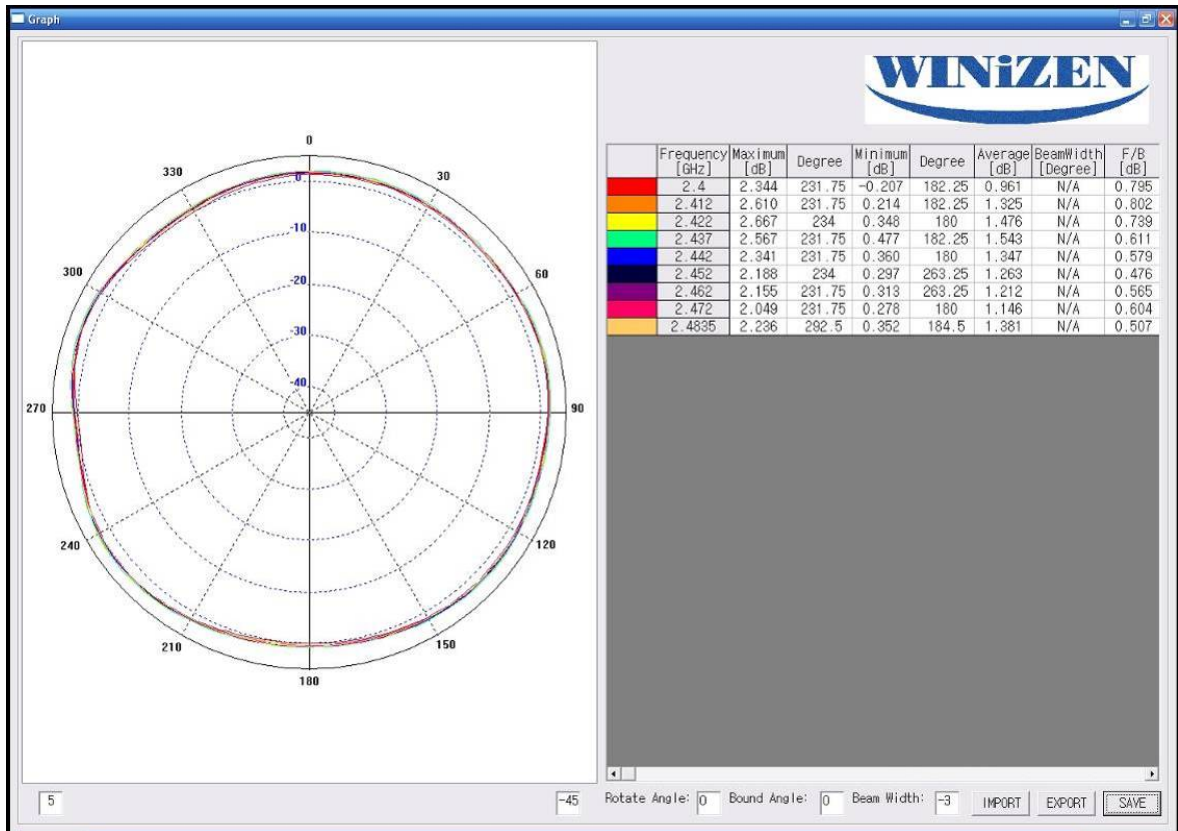 Graph
WINiZEN
0
330
30
0
-10
300
60
-20
-30
-40
270
90
240
120
210
150
180
Frequency [GHz] Maximum [dB] Degree Minimum [dB] Degree Average [dB] BeamWidth [Degree] F/B [dB]
2.4 2.344 231.75 -0.207 182.25 0.961 N/A 0.795
2.412 2.610 231.75 0.214 182.25 1.325 N/A 0.802
2.422 2.667 234 0.348 180 1.476 N/A 0.739
2.437 2.567 231.75 0.477 182.25 1.543 N/A 0.611
2.442 2.341 231.75 0.360 180 1.347 N/A 0.579
2.452 2.188 234 0.297 263.25 1.263 N/A 0.476
2.462 2.155 231.75 0.313 263.25 1.212 N/A 0.565
2.472 2.049 231.75 0.278 180 1.146 N/A 0.604
2.4835 2.236 292.5 0.352 184.5 1.381 N/A 0.507
5 -45 Rotate Angle: 0 Bound Angle: 0 Beam Width: -3 IMPORT EXPORT SAVE